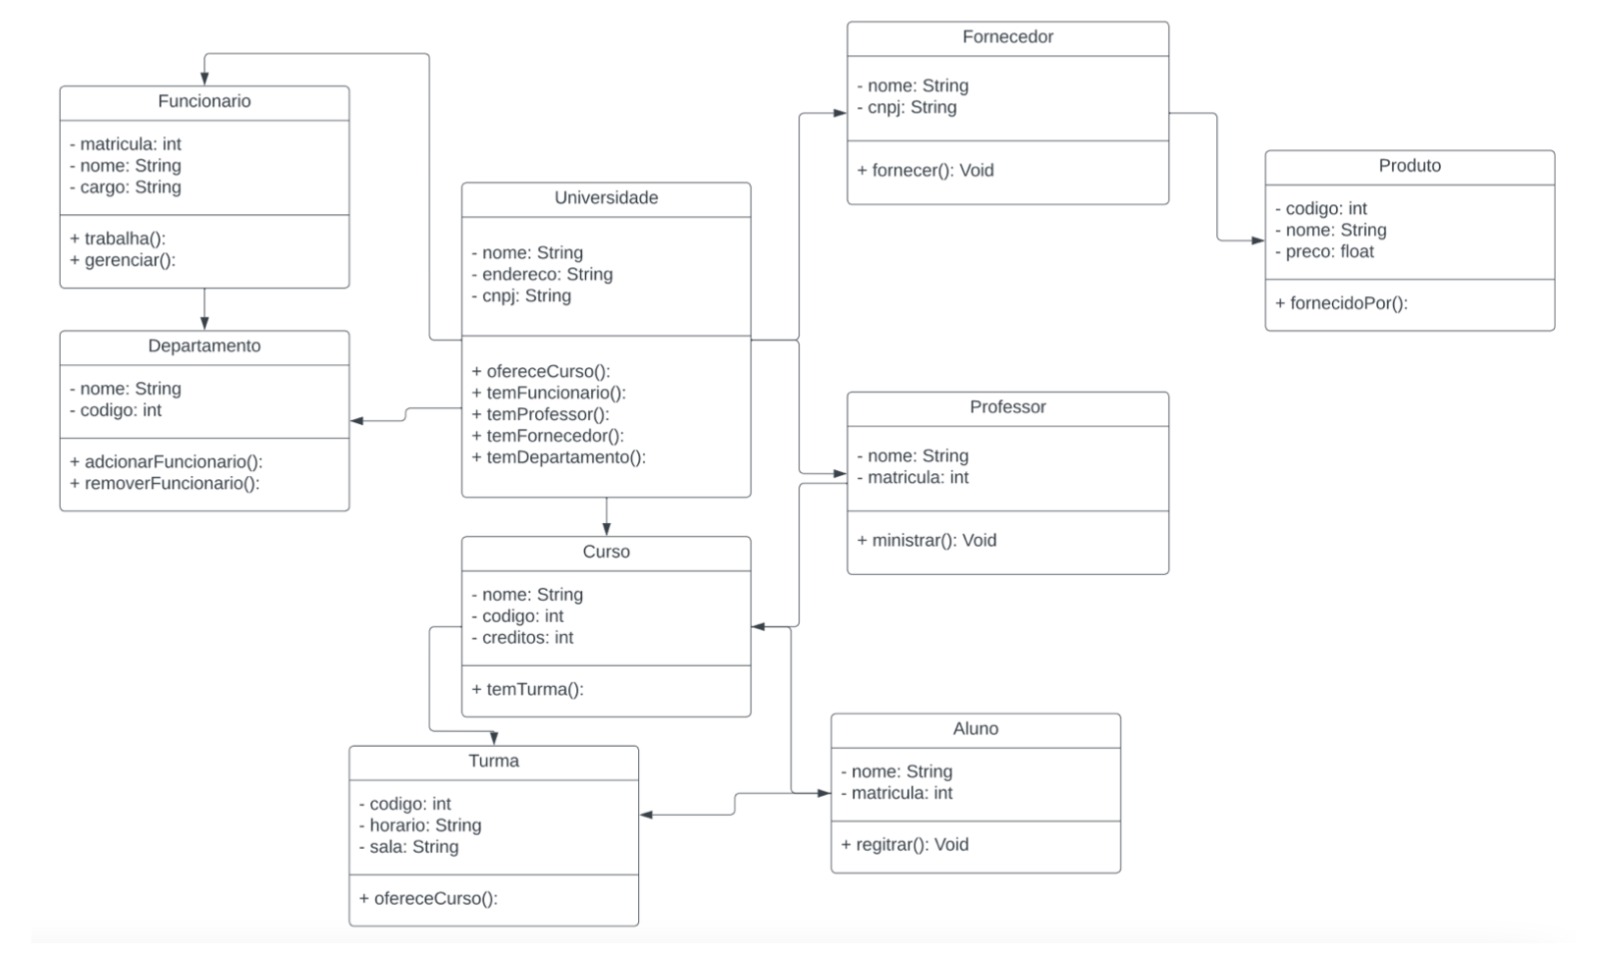 Funcionario
- matricula: int
- nome: String
- cargo: String
+ trabalha():
+ gerenciar():
Departamento
- nome: String
- codigo: int
+ adcionarFuncionario():
+ removerFuncionario():
Universidade
- nome: String
- endereco: String
- cnpj: String
+ ofereceCurso():
+ temFuncionario():
+ temProfessor():
+ temFornecedor():
+ temDepartamento():
Curso
- nome: String
- codigo: int
- creditos: int
+ temTurma():
Turma
- codigo: int
- horario: String
- sala: String
+ ofereceCurso():
Fornecedor
- nome: String
- cnpj: String
+ fornecer(): Void
Produto
- codigo: int
- nome: String
- preco: float
+ fornecidoPor():
Professor
- nome: String
- matricula: int
+ ministrar(): Void
Aluno
- nome: String
- matricula: int
+ regitrar(): Void